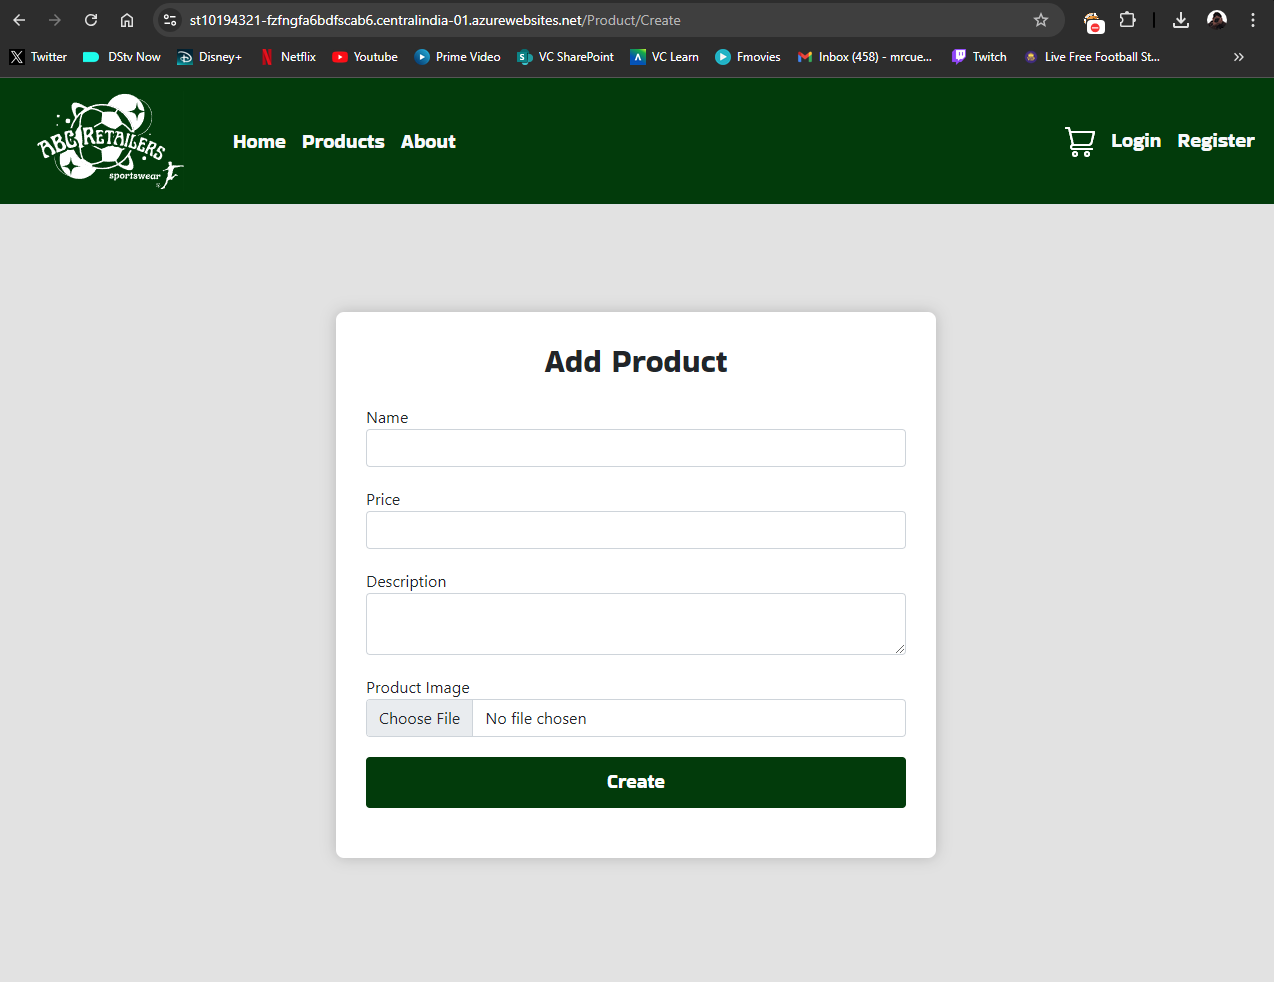 st10194321-fzfngfa6bdfscab6.centralindia-01.azurewebsites.net/Product/Create
Twitter DStv Now Disney+ Netflix Youtube Prime Video VC SharePoint VC Learn Fmovies Inbox (458) - mrcue... Twitch Live Free Football St...
ABC RETAILERS
sportswear
Home Products About Login Register
Add Product
Name
Price
Description
Product Image
Choose File No file chosen
Create